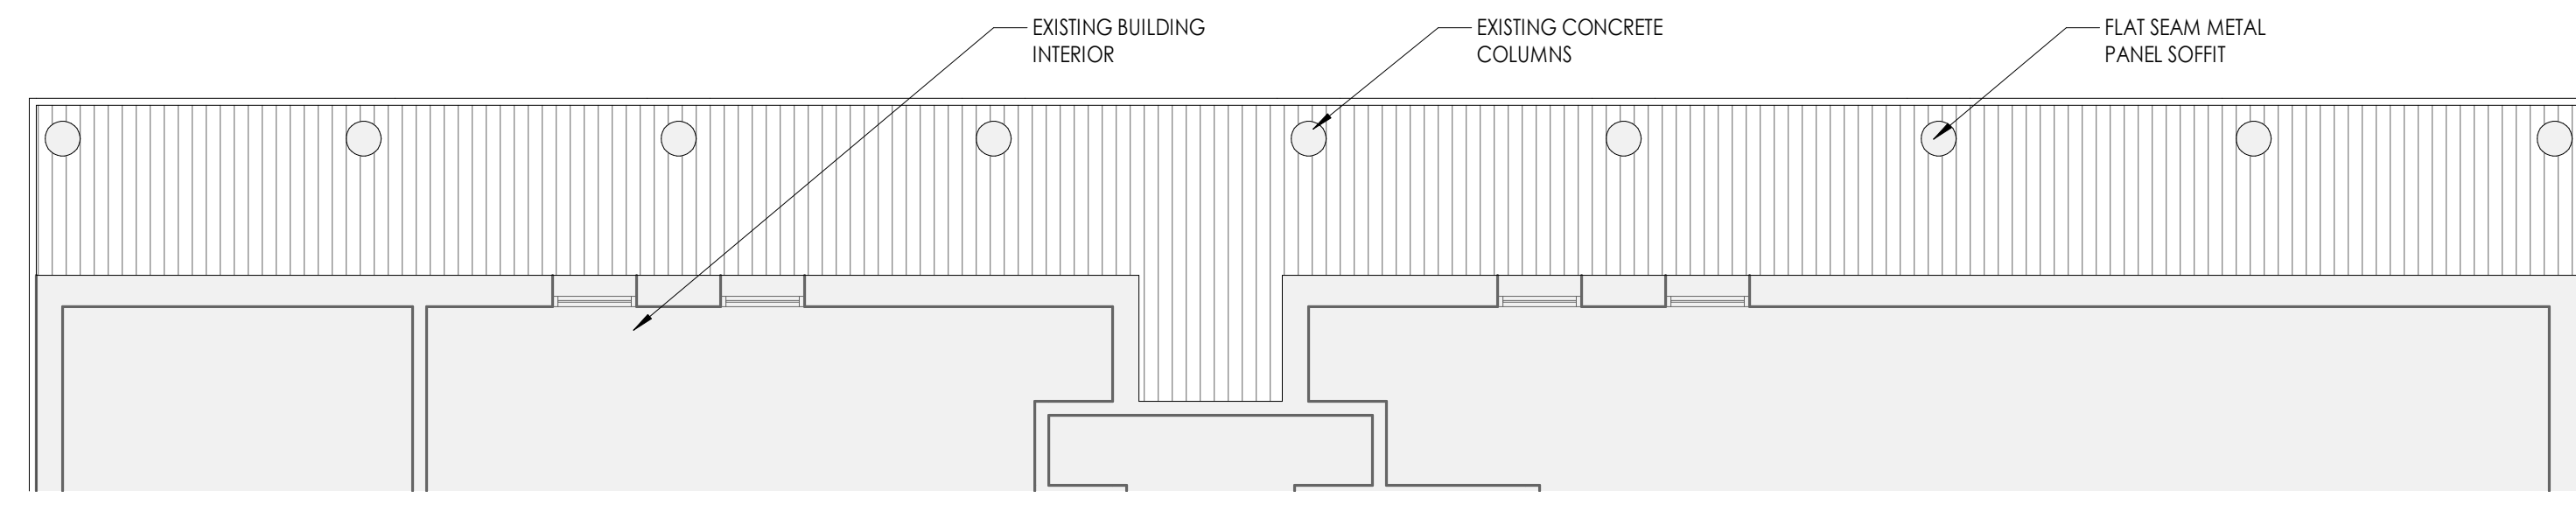 EXISTING BUILDING
INTERIOR
EXISTING CONCRETE
COLUMNS
FLAT SEAM METAL
PANEL SOFFIT